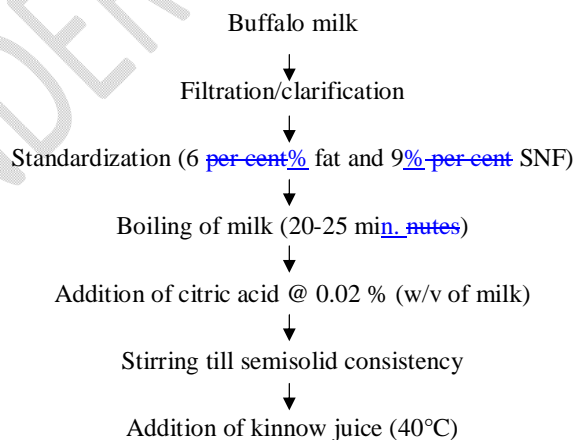 Buffalo milk
Filtration/clarification
Standardization (6 per cent% fat and 9% per cent SNF)
Boiling of milk (20-25 min. nutes)
Addition of citric acid @ 0.02 % (w/v of milk)
Stirring till semisolid consistency
Addition of kinnow juice (40°C)